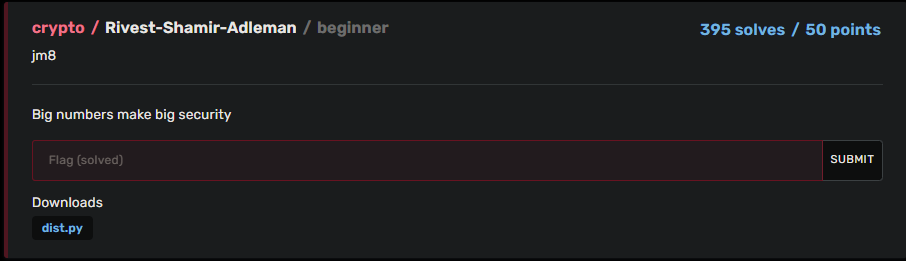 crypto / Rivest-Shamir-Adleman / beginner 395 solves / 50 points
jm8
Big numbers make big security
Flag (solved) SUBMIT
Downloads
dist.py